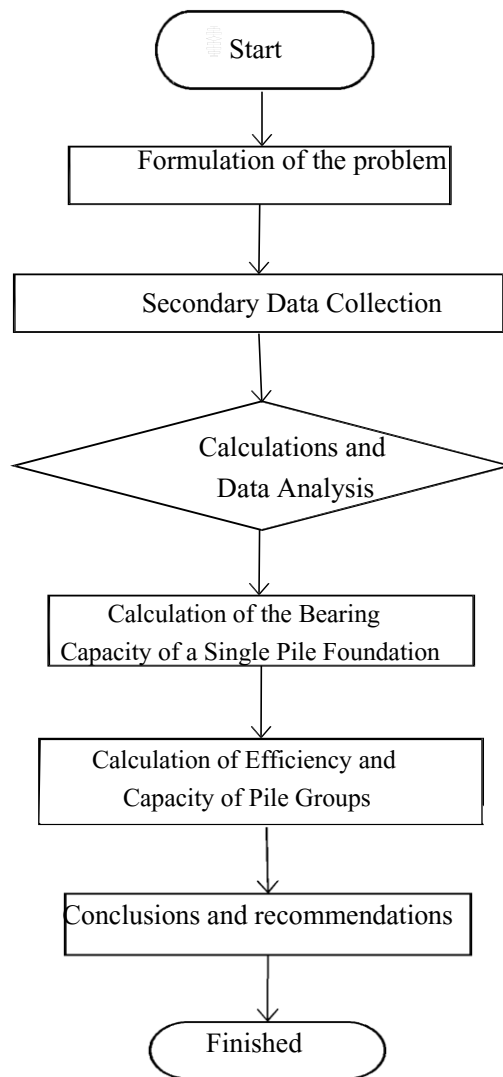 Start
Formulation of the problem
Secondary Data Collection
Calculations and
Data Analysis
Calculation of the Bearing
Capacity of a Single Pile Foundation
Calculation of Efficiency and
Capacity of Pile Groups
Conclusions and recommendations
Finished